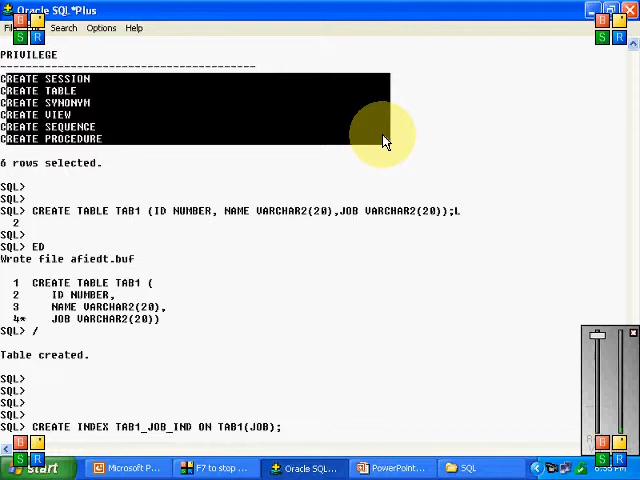 Oracle SQL*Plus
Search Options Help
PRIVILEGE
----------------------------------------
CREATE SESSION
CREATE TABLE
CREATE SYNONYM
CREATE VIEW
CREATE SEQUENCE
CREATE PROCEDURE
6 rows selected.
SQL>
SQL>
SQL> CREATE TABLE TAB1 (ID NUMBER, NAME VARCHAR2(20),JOB VARCHAR2(20));L
2
SQL>
SQL> ED
Wrote file afiedt.buf
1 CREATE TABLE TAB1 (
2 ID NUMBER,
3 NAME VARCHAR2(20),
4* JOB VARCHAR2(20))
SQL> /
Table created.
SQL>
SQL>
SQL>
SQL>
SQL> CREATE INDEX TAB1_JOB_IND ON TAB1(JOB);
start Microsoft P... F7 to stop ... Oracle SQL... PowerPoint... SQL
B
S R
B
S R
B
S R
B
S R